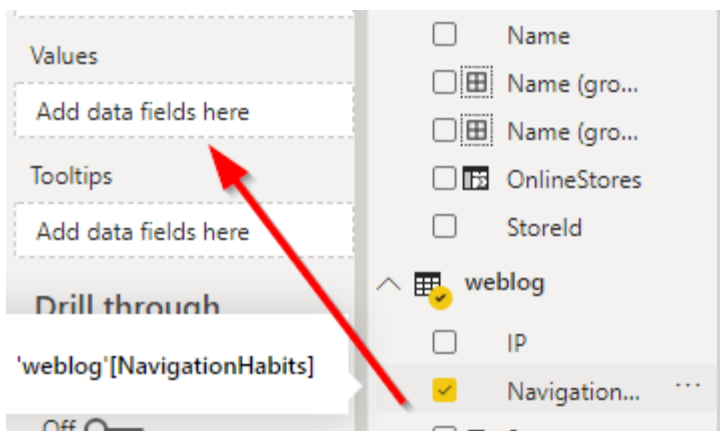 Values
Add data fields here
Tooltips
Add data fields here
Drill through
'weblog'[NavigationHabits]
Off
Name
Name (gro...
Name (gro...
OnlineStores
StoreId
weblog
IP
Navigation... ...